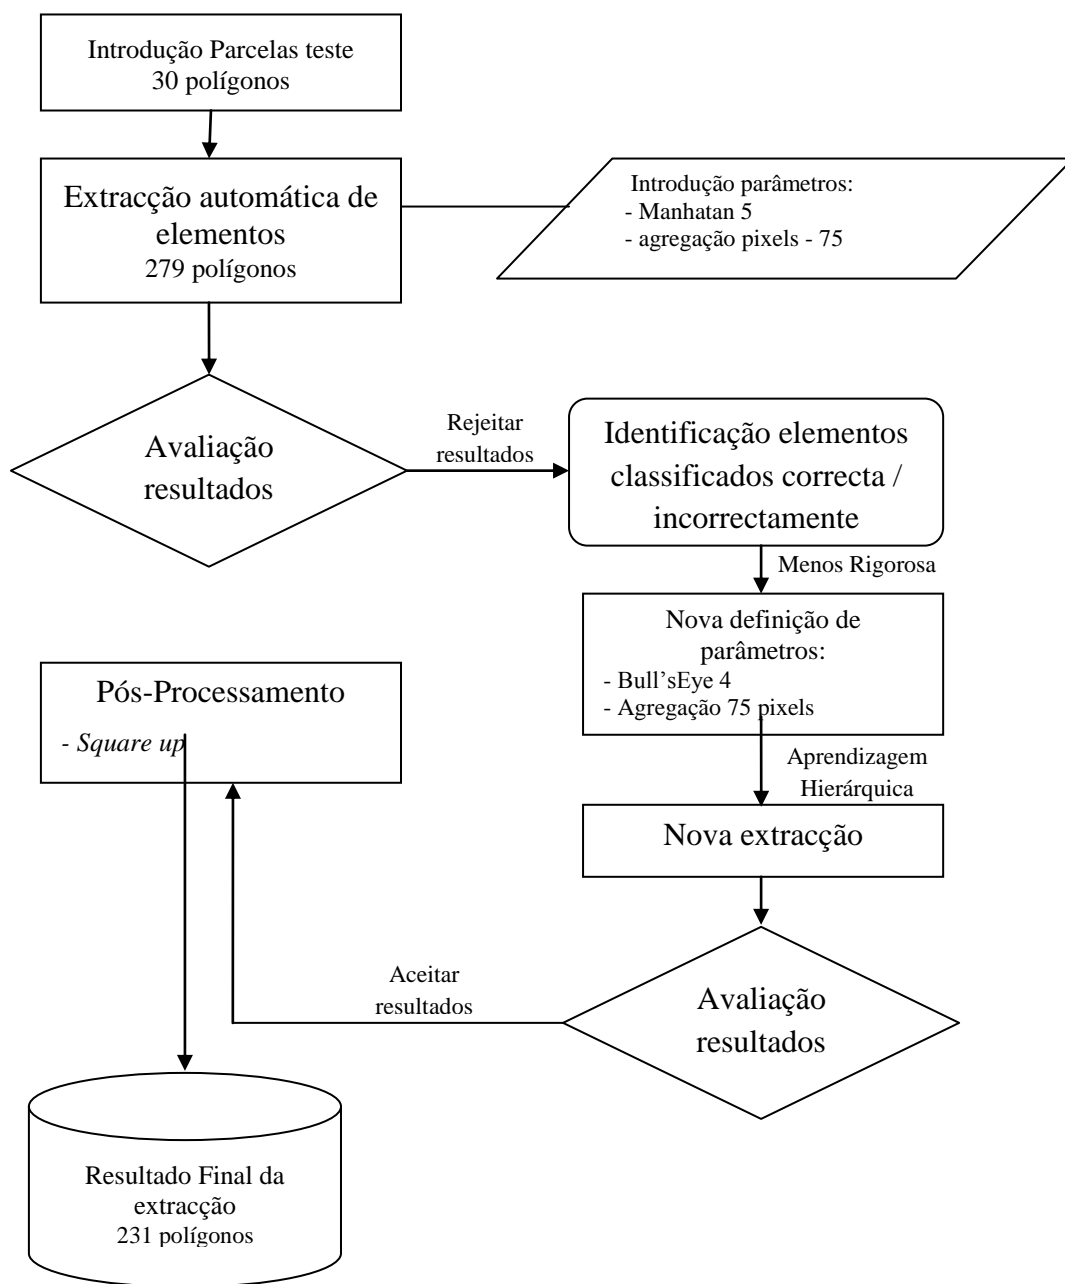 Introdução Parcelas teste
30 polígonos
Extracção automática de
elementos
279 polígonos
Introdução parâmetros:
- Manhatan 5
- agregação pixels - 75
Avaliação
resultados
Rejeitar
resultados
Identificação elementos
classificados correcta /
incorrectamente
Menos Rigorosa
Nova definição de
parâmetros:
- Bull'sEye 4
- Agregação 75 pixels
Aprendizagem
Hierárquica
Nova extracção
Avaliação
resultados
Aceitar
resultados
Pós-Processamento
- Square up
Resultado Final da
extracção
231 polígonos